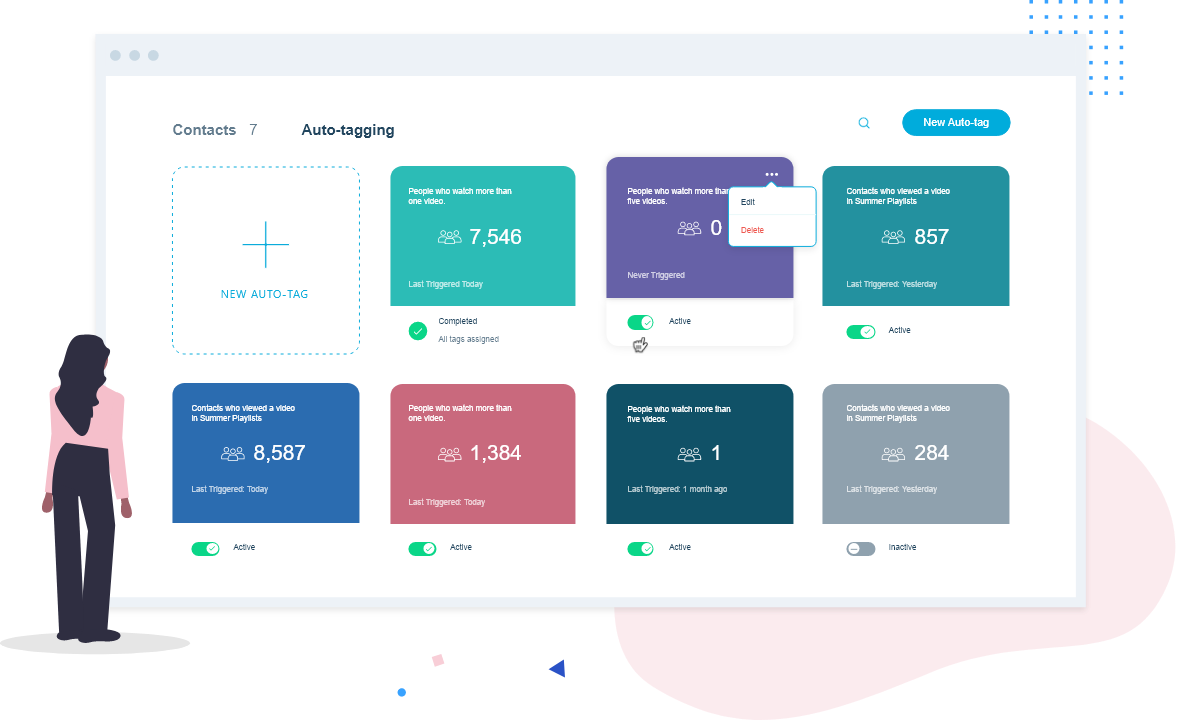 Contacts 7 Auto-tagging
New Auto-tag
NEW AUTO-TAG
People who watch more than
one video.
7,546
Last Triggered Today
Completed
All tags assigned
People who watch more than
five videos.
0
Never Triggered
Active
Edit
Delete
Contacts who viewed a video
in Summer Playlists
857
Last Triggered: Yesterday
Active
Contacts who viewed a video
in Summer Playlists
8,587
Last Triggered: Today
Active
People who watch more than
one video.
1,384
Last Triggered: Today
Active
People who watch more than
five videos.
1
Last Triggered: 1 month ago
Active
Contacts who viewed a video
in Summer Playlists
284
Last Triggered: Yesterday
Inactive